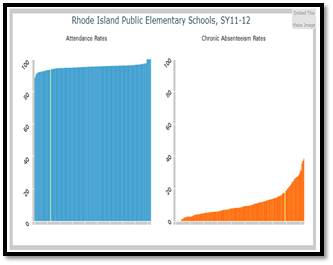 Rhode Island Public Elementary Schools, SY11-12
Embed This
Make Image
Attendance Rates
Chronic Absenteeism Rates
100
80
60
40
20
0
100
80
60
40
20
0